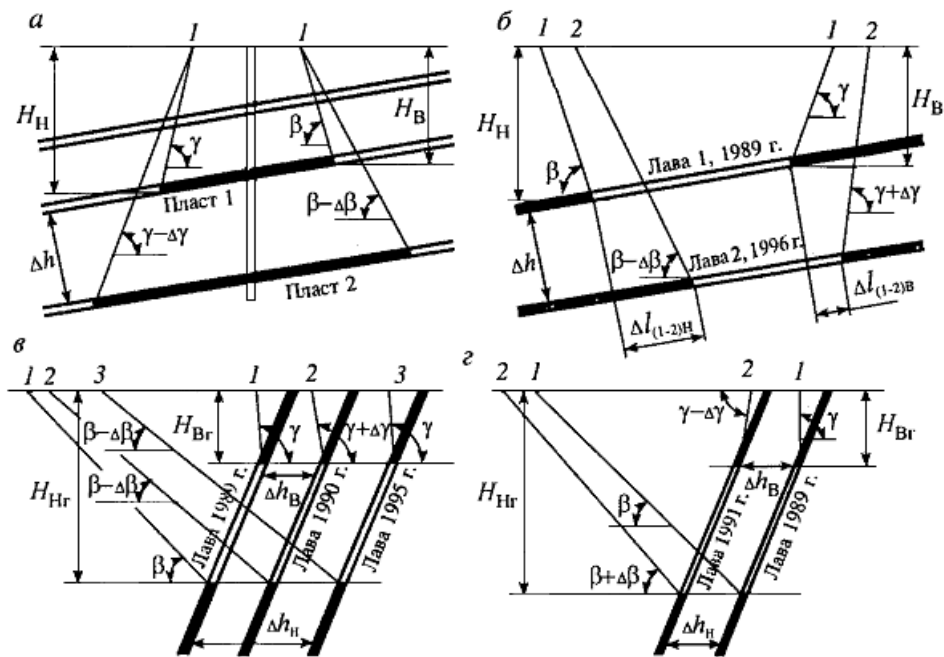 а
1
1
H_Н
γ
β
H_В
Пласт 1
β−Δβ
Δh
γ−Δγ
Пласт 2
б
1 2
1 2
H_Н
γ
H_В
Лава 1, 1989 г.
β
γ+Δγ
Δh
β−Δβ
Лава 2, 1996 г.
Δl_(1-2)Н
Δl_(1-2)В
в
1 2 3
1 2 3
β−Δβ
H_Вг
γ
γ+Δγ
γ
H_Нг
β−Δβ
Δh_В
β
Лава 1989 г.
Лава 1990 г.
Лава 1995 г.
Δh_н
г
2 1
2 1
γ−Δγ
γ
H_Вг
Δh_В
H_Нг
β
β+Δβ
Лава 1991 г.
Лава 1989 г.
Δh_н